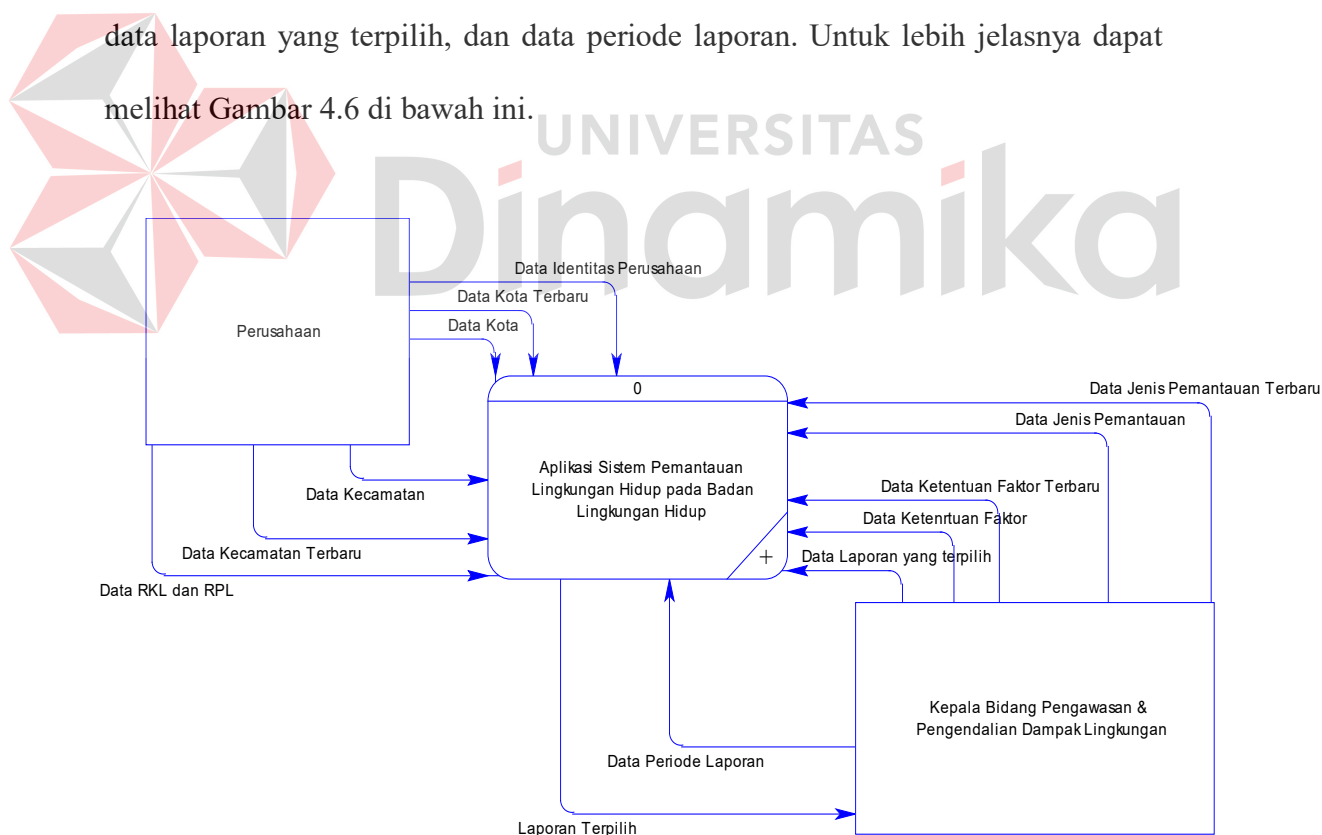 data laporan yang terpilih, dan data periode laporan. Untuk lebih jelasnya dapat
melihat Gambar 4.6 di bawah ini.
UNIVERSITAS
Dinamika
Data Identitas Perusahaan
Data Kota Terbaru
Data Kota
Perusahaan
Data Kecamatan
Data Kecamatan Terbaru
Data RKL dan RPL
0
Aplikasi Sistem Pemantauan
Lingkungan Hidup pada Badan
Lingkungan Hidup
+
Data Jenis Pemantauan Terbaru
Data Jenis Pemantauan
Data Ketentuan Faktor Terbaru
Data Ketenrtuan Faktor
Data Laporan yang terpilih
Kepala Bidang Pengawasan &
Pengendalian Dampak Lingkungan
Data Periode Laporan
Laporan Terpilih